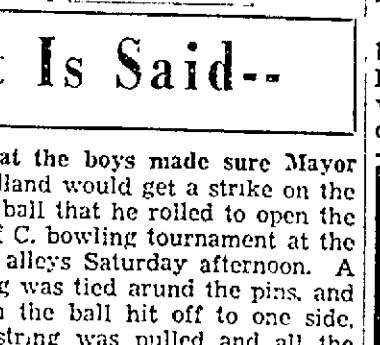 Is Said--
at the boys made sure Mayor
lland would get a strike on the
ball that he rolled to open the
C. bowling tournament at the
alleys Saturday afternoon. A
g was tied arund the pins, and
the ball hit off to one side,
string was pulled and all the